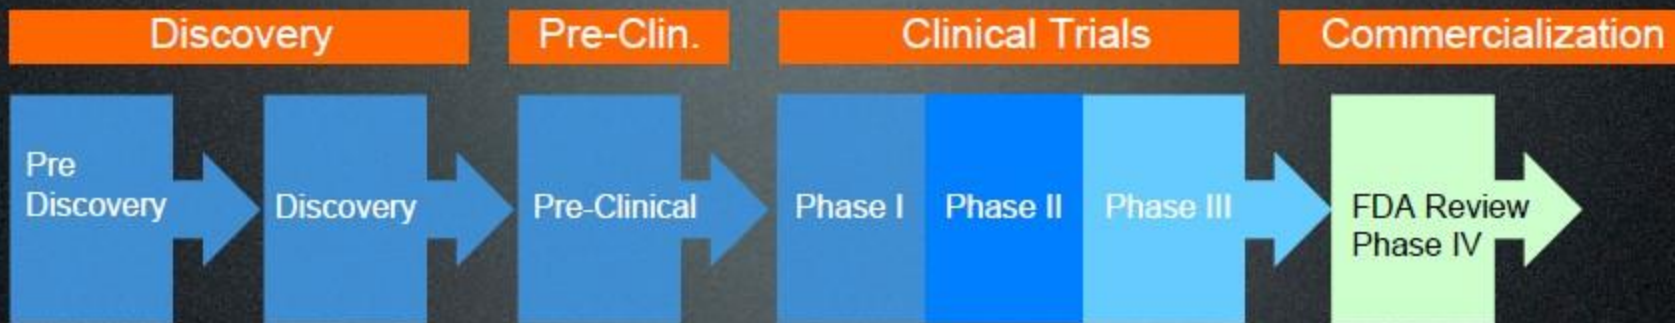 Discovery
Pre-Clin.
Clinical Trials
Commercialization
Pre
Discovery
Discovery
Pre-Clinical
Phase I
Phase II
Phase III
FDA Review
Phase IV